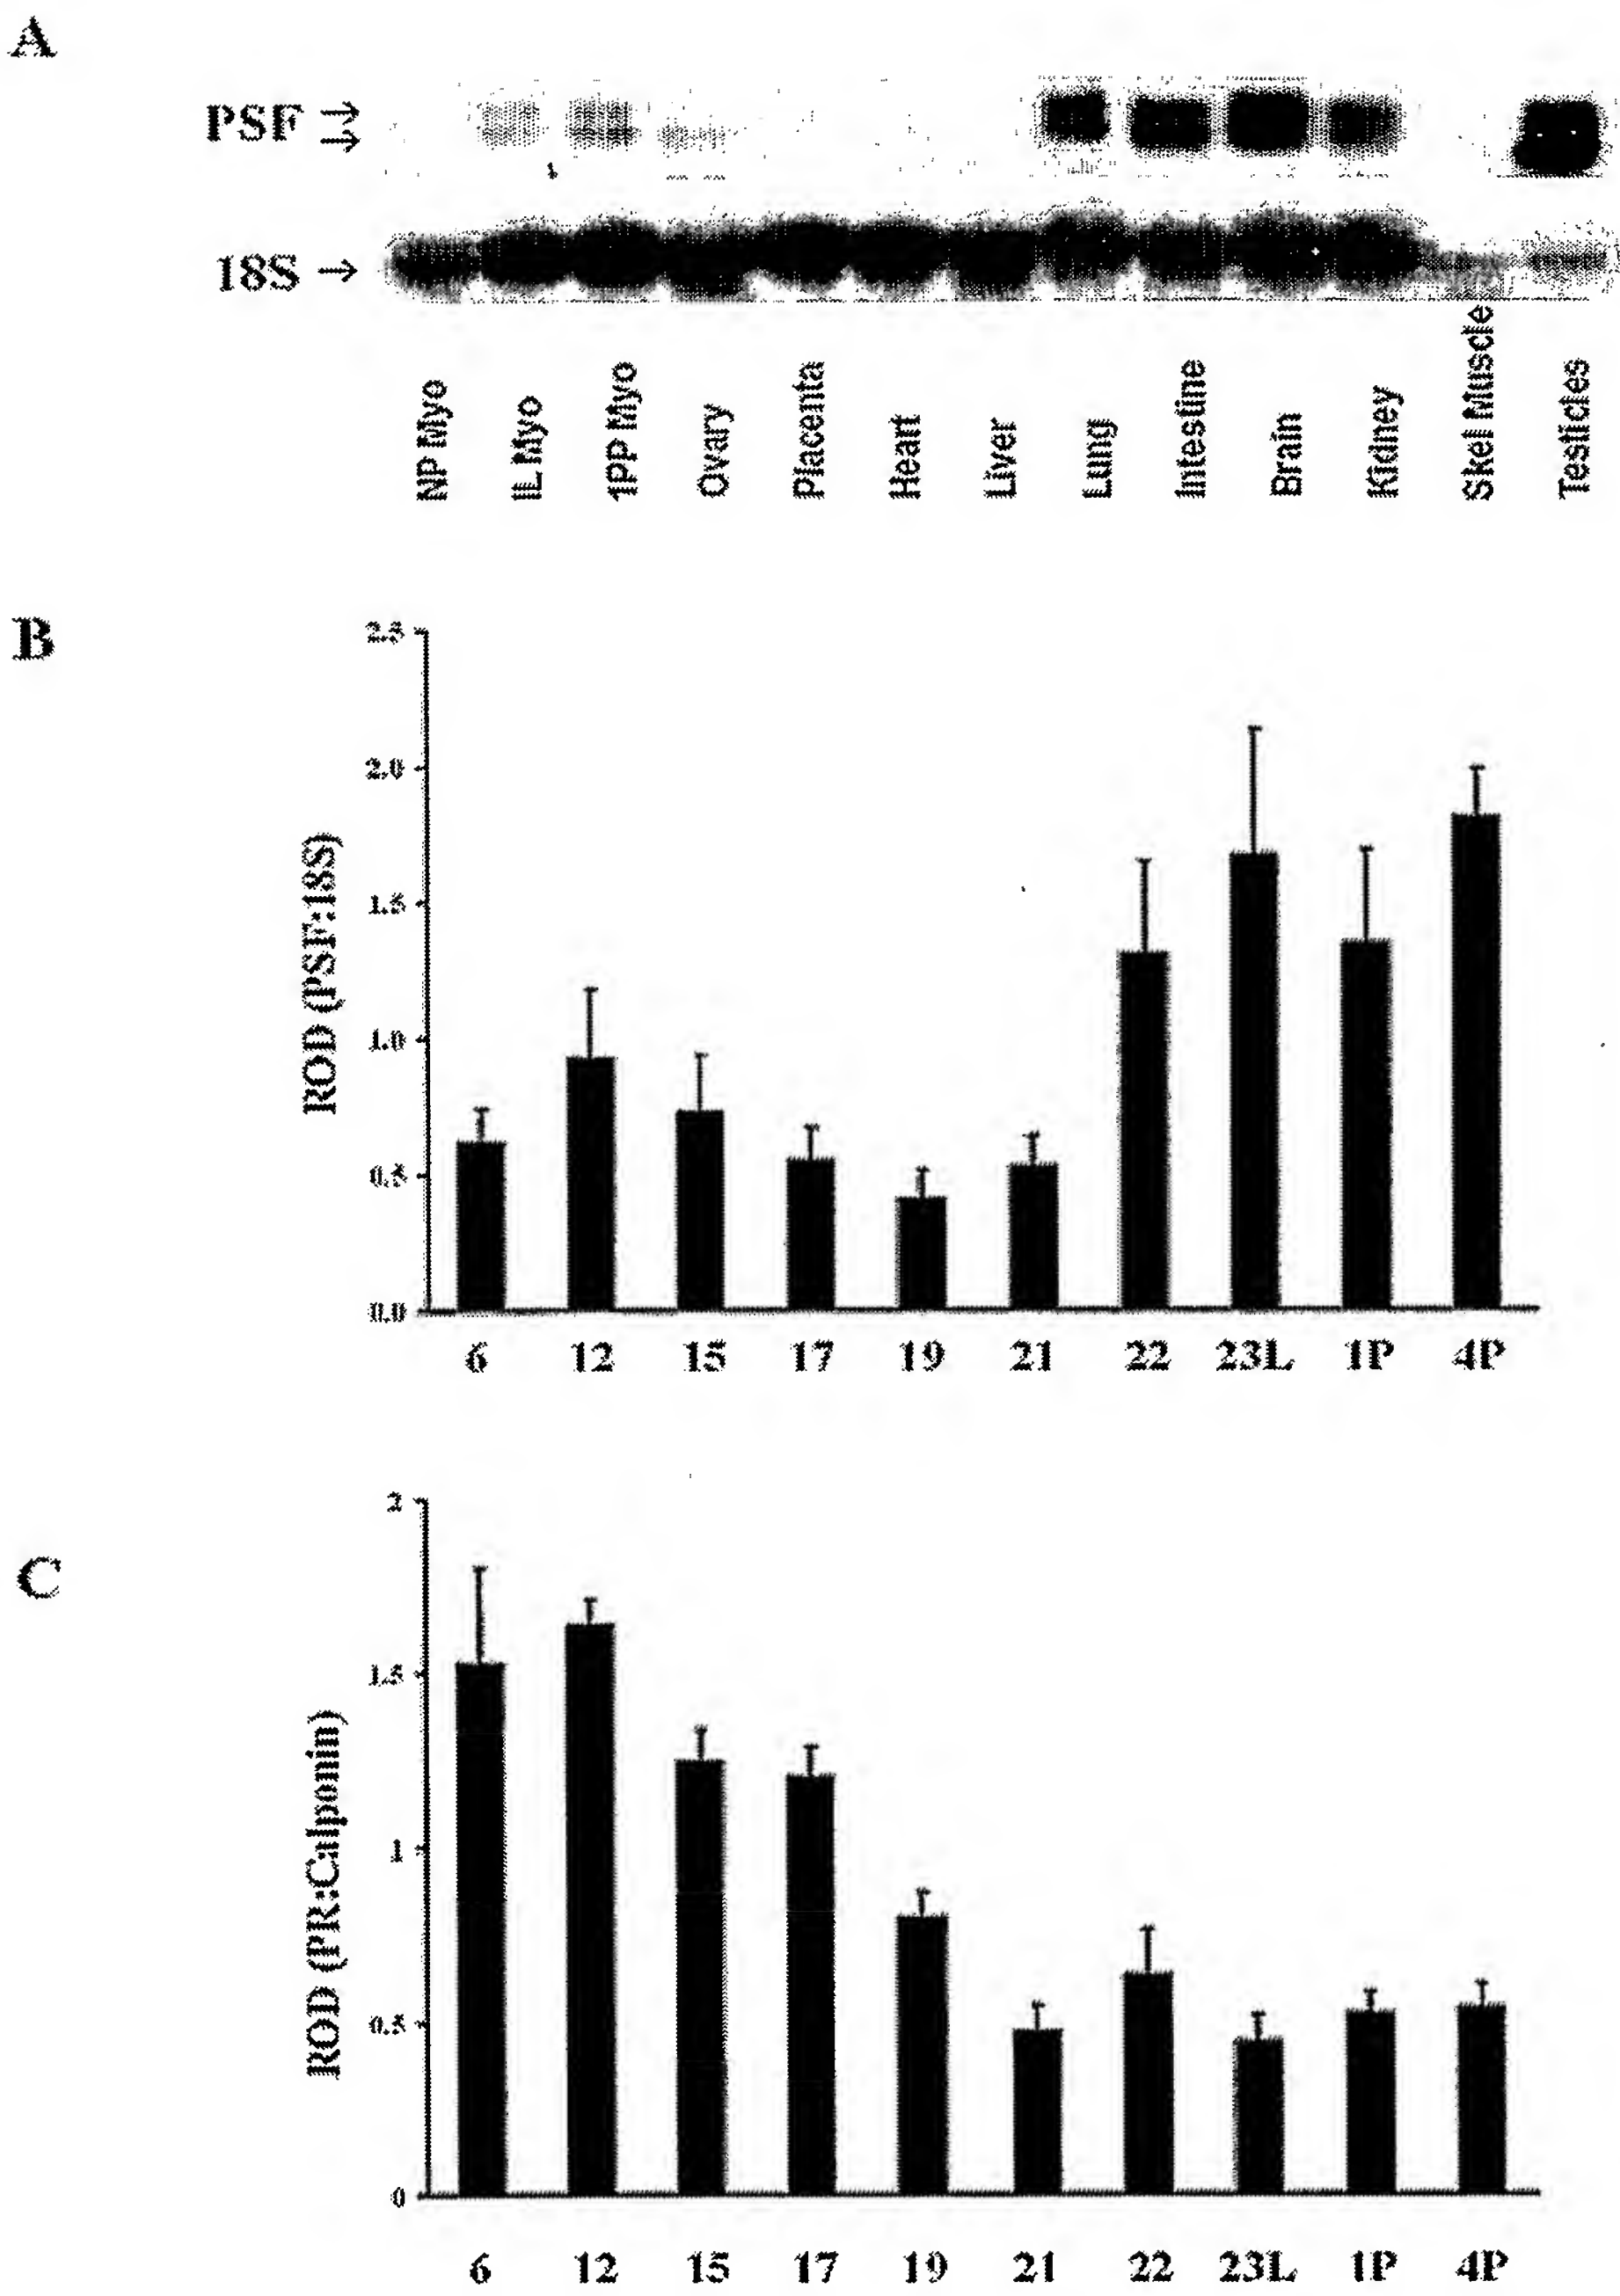 A
PSF →
→
18S →
NP Myo
IL Myo
1PP Myo
Ovary
Placenta
Heart
Liver
Lung
Intestine
Brain
Kidney
Skel Muscle
Testicles
B
ROD (PSF:18S)
2.5
2.0
1.5
1.0
0.5
0.0
6 12 15 17 19 21 22 23L 1P 4P
C
ROD (PR:Calponin)
2
1.5
1
0.5
0
6 12 15 17 19 21 22 23L 1P 4P